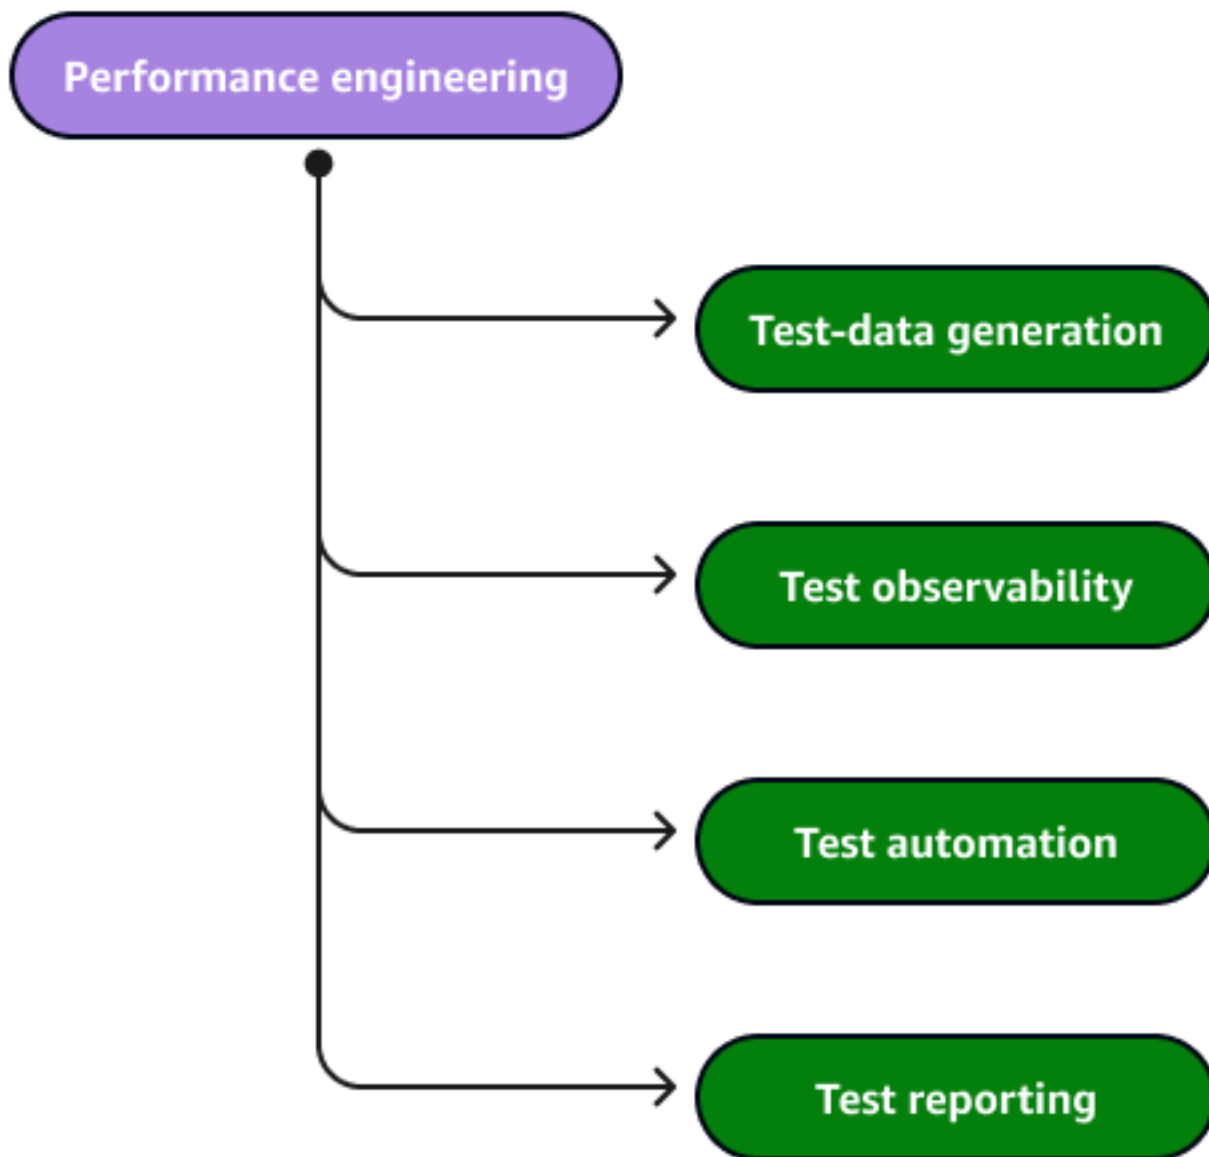 Performance engineering
Test-data generation
Test observability
Test automation
Test reporting